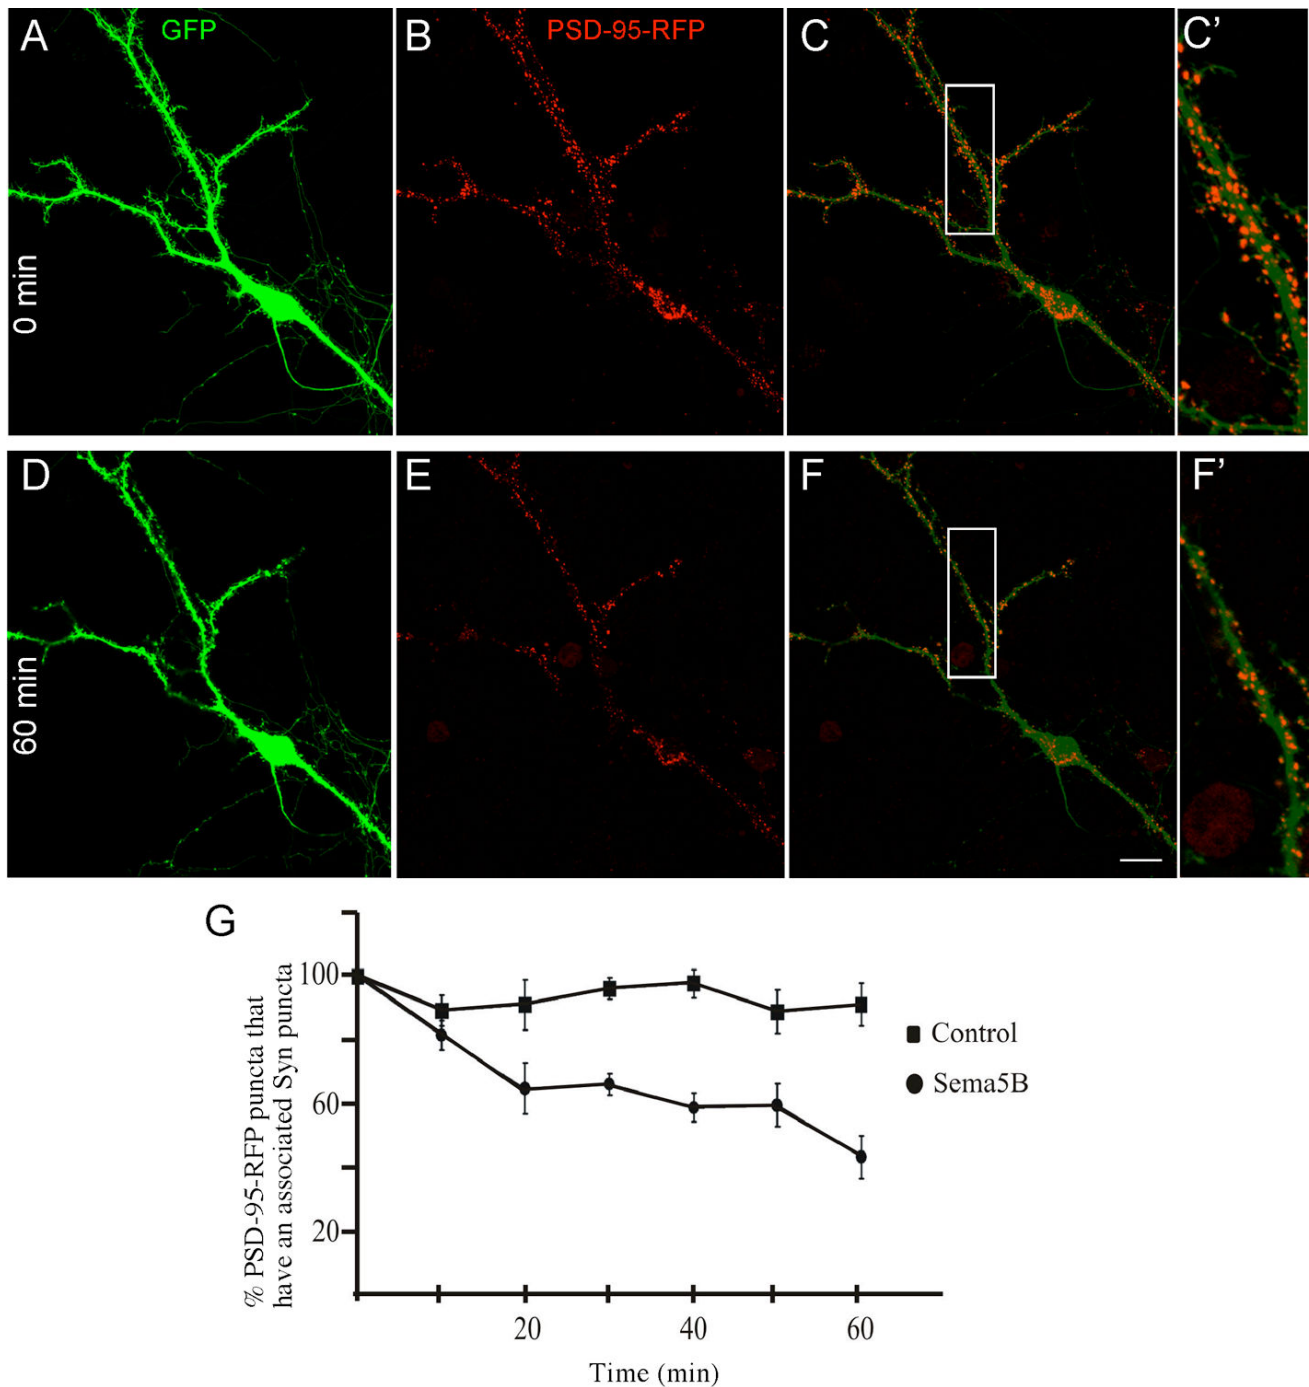 A GFP
B PSD-95-RFP
C
C’
0 min
D
E
F
F’
60 min
G
% PSD-95-RFP puncta that
have an associated Syn puncta
100
60
20
20 40 60
Time (min)
Control
Sema5B